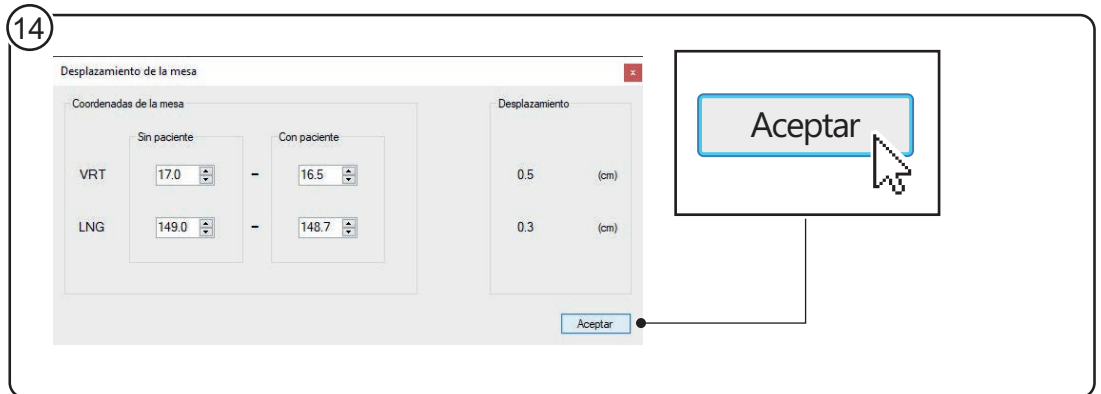 14
Desplazamiento de la mesa x
Coordenadas de la mesa Desplazamiento
Sin paciente Con paciente
VRT 17.0 - 16.5 0.5 (cm)
LNG 149.0 - 148.7 0.3 (cm)
Aceptar
Aceptar